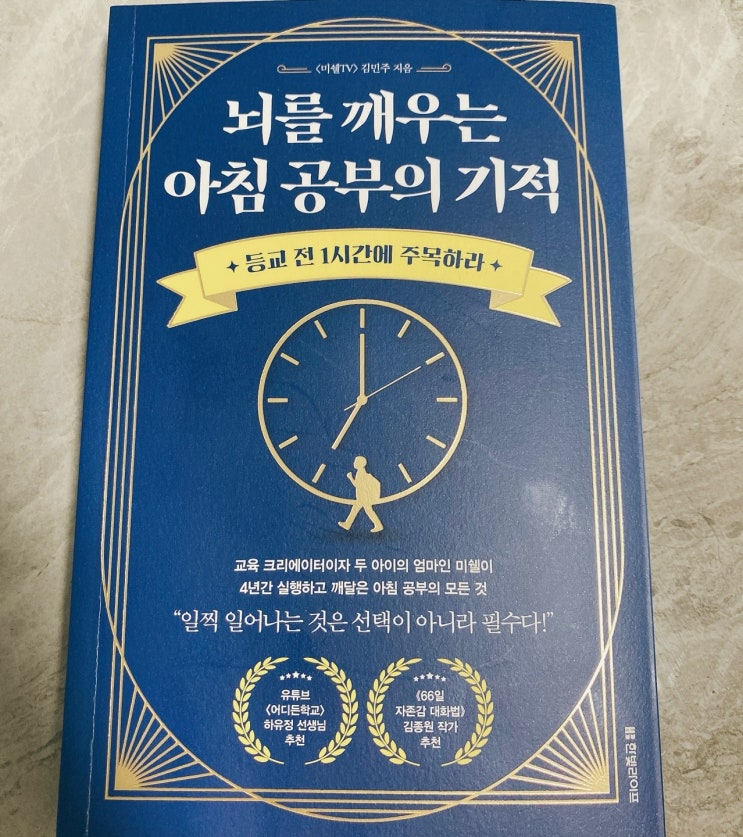 〈미쉘TV〉 김민주 지음
뇌를 깨우는
아침 공부의 기적
등교 전 1시간에 주목하라
교육 크리에이터이자 두 아이의 엄마인 미쉘이
4년간 실행하고 깨달은 아침 공부의 모든 것
“일찍 일어나는 것은 선택이 아니라 필수다!”
유튜브
〈어디든학교〉
하유정 선생님
추천
《66일
자존감 대화법》
김종원 작가
추천
한빛라이프